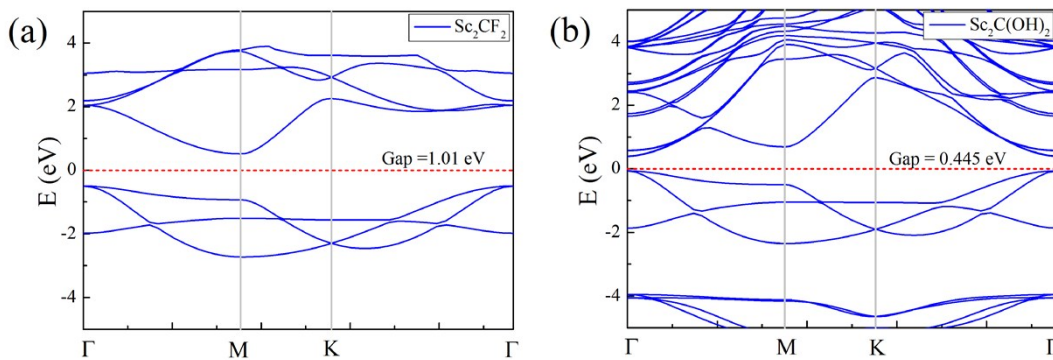 (a)
Sc₂CF₂
4
2
0
-2
-4
E (eV)
Gap =1.01 eV
Γ
M
K
Γ
(b)
Sc₂C(OH)₂
4
2
0
-2
-4
E (eV)
Gap = 0.445 eV
Γ
M
K
Γ